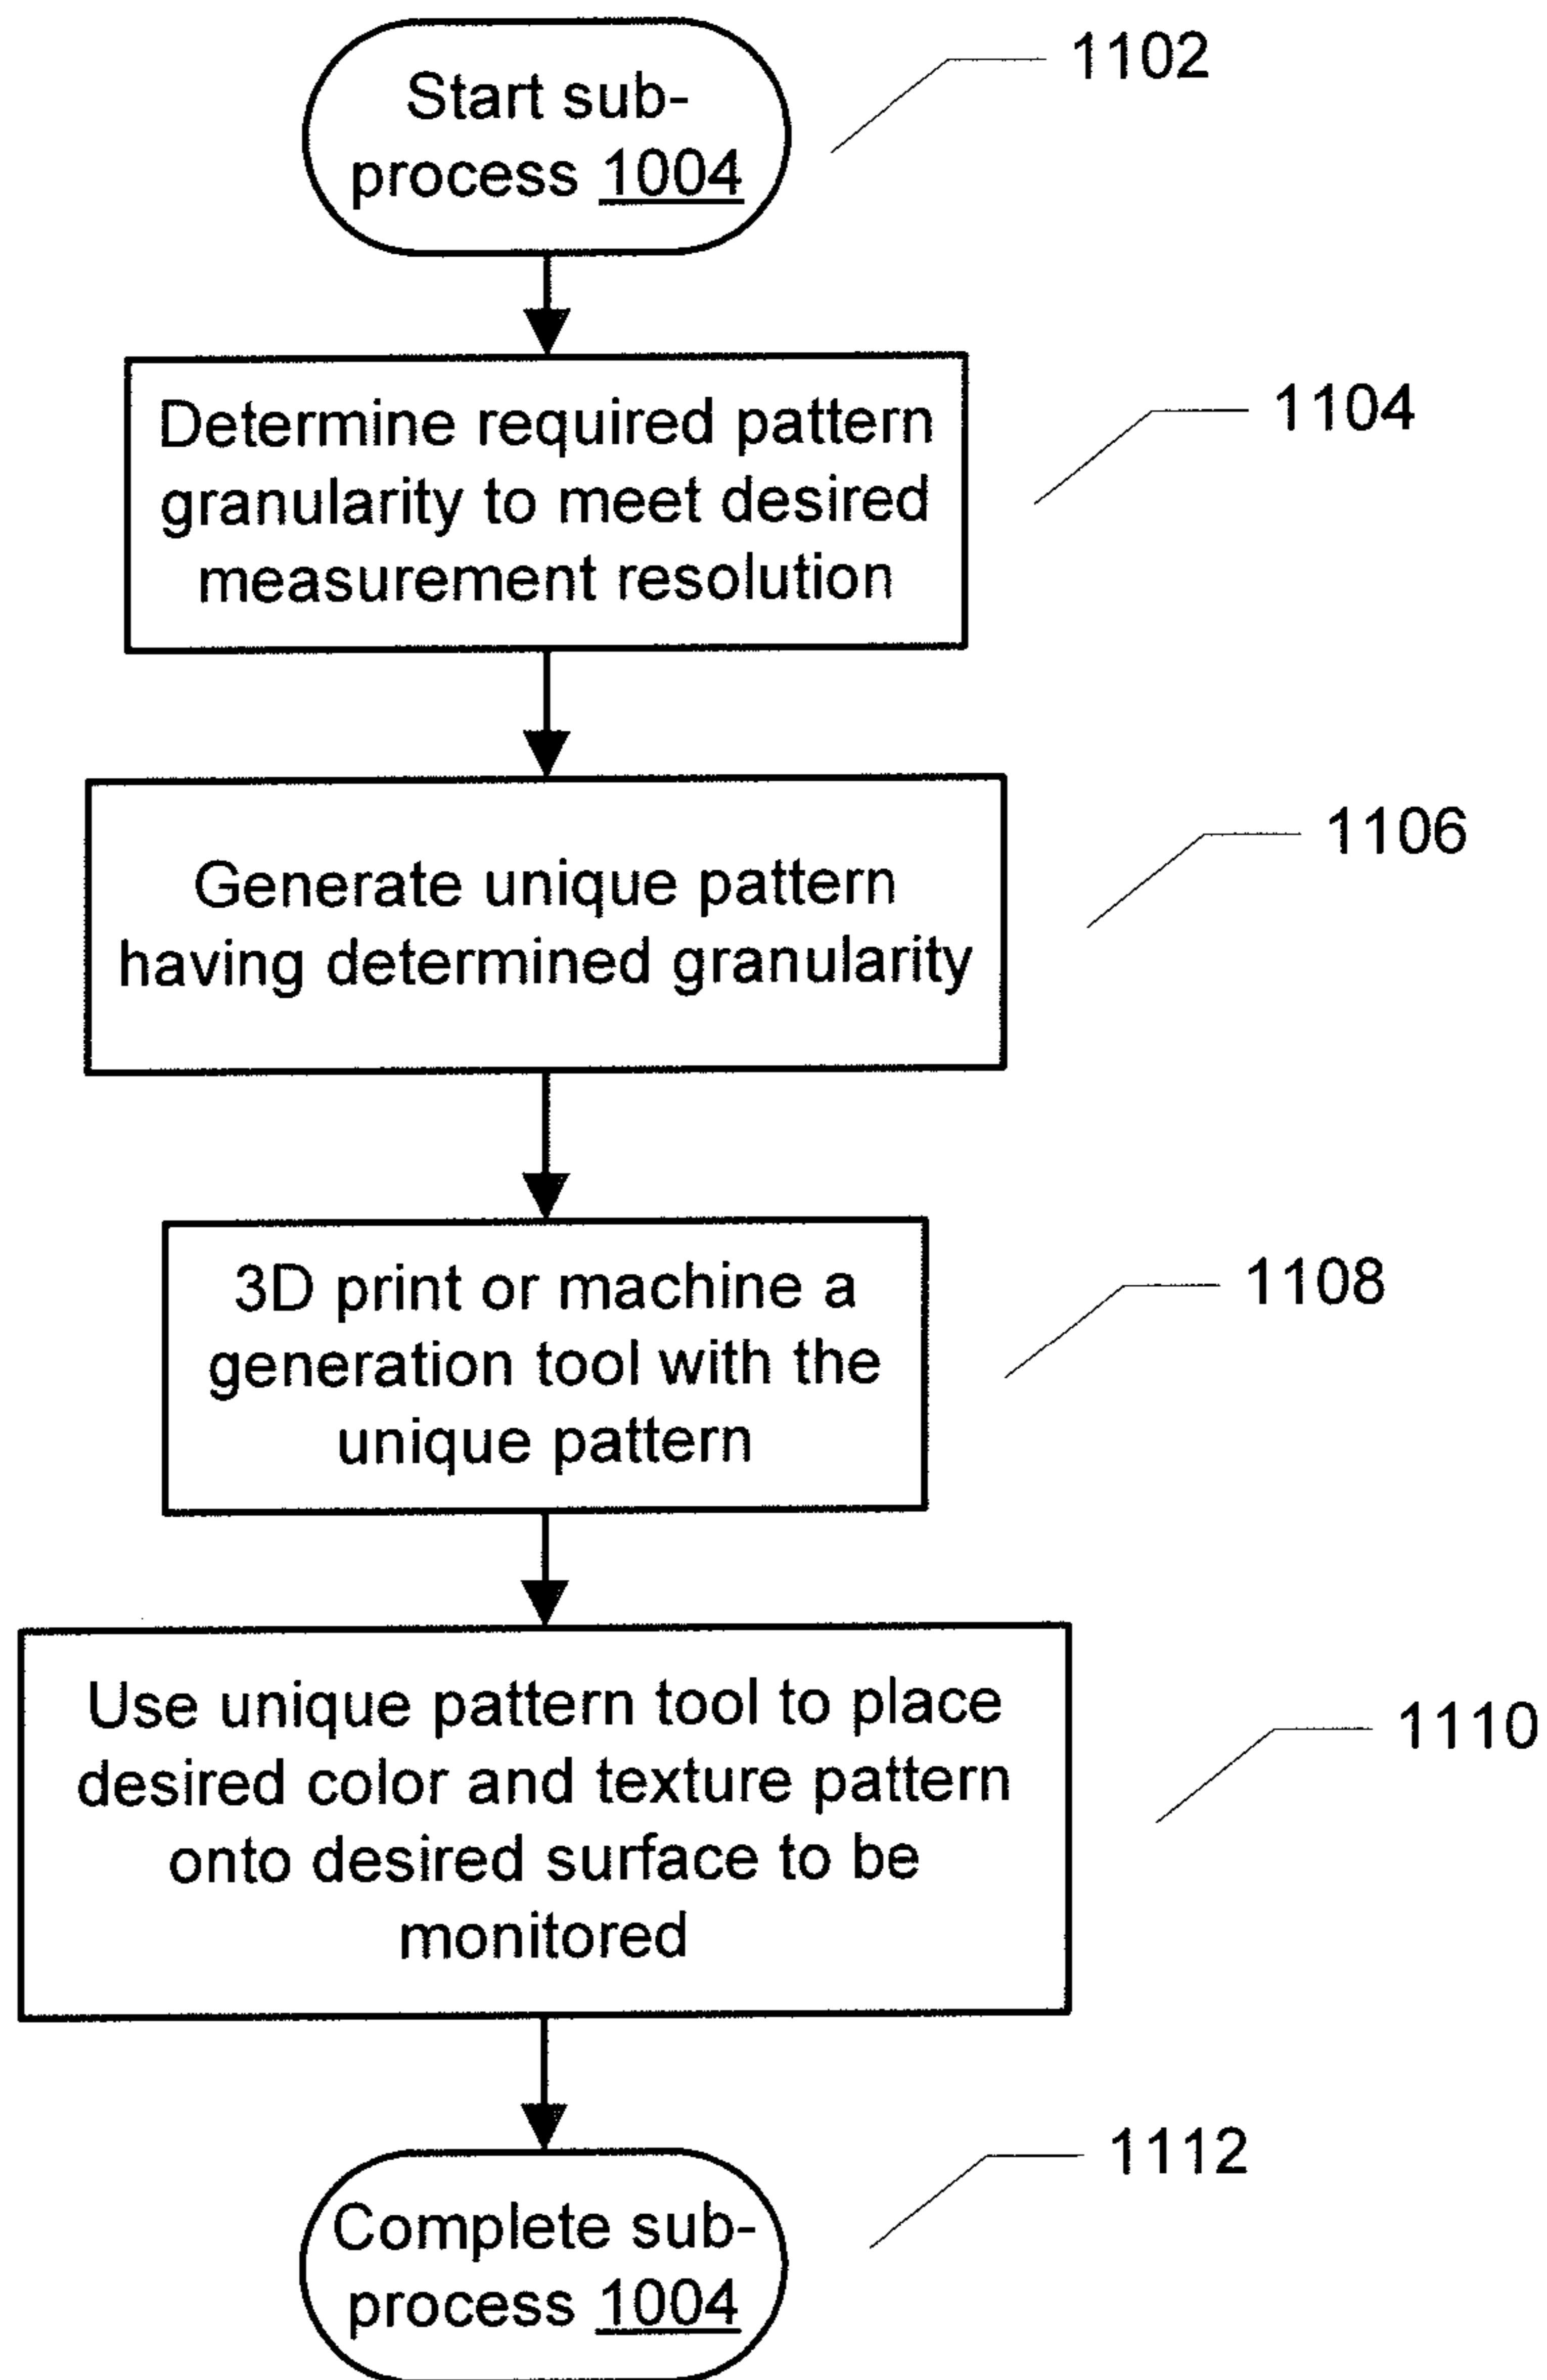 Start sub-
process 1004
1102
Determine required pattern
granularity to meet desired
measurement resolution
1104
Generate unique pattern
having determined granularity
1106
3D print or machine a
generation tool with the
unique pattern
1108
Use unique pattern tool to place
desired color and texture pattern
onto desired surface to be
monitored
1110
Complete sub-
process 1004
1112